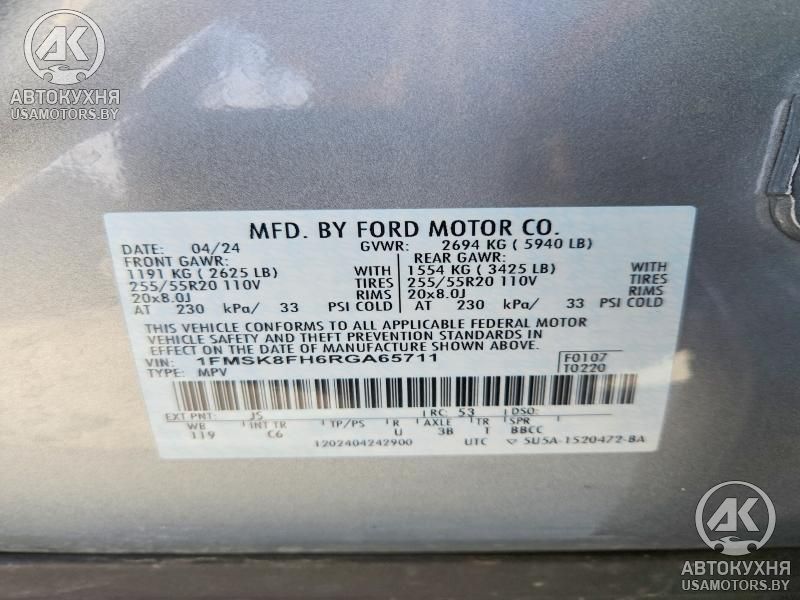 AK
АВТОКУХНЯ
USAMOTORS.BY
MFD. BY FORD MOTOR CO.
DATE: 04/24 GVWR: 2694 KG ( 5940 LB)
FRONT GAWR: REAR GAWR:
1191 KG ( 2625 LB) WITH 1554 KG ( 3425 LB) WITH
255/55R20 110V TIRES 255/55R20 110V TIRES
20x8.0J RIMS 20x8.0J RIMS
AT 230 kPa/ 33 PSI COLD AT 230 kPa/ 33 PSI COLD
THIS VEHICLE CONFORMS TO ALL APPLICABLE FEDERAL MOTOR
VEHICLE SAFETY AND BUMPER AND THEFT PREVENTION STANDARDS IN
EFFECT ON THE DATE OF MANUFACTURE SHOWN ABOVE.
VIN: 1FMSK8FH6RGA65711 F0107
TYPE: MPV T0220
EXT PNT: JS RC: 53 DSO:
WB INT TR TP/PS R AXLE TR SPR
119 C6 U 3B T BBCC
1202404242900 UTC ▽ 5U5A-1520472-BA
AK
АВТОКУХНЯ
USAMOTORS.BY